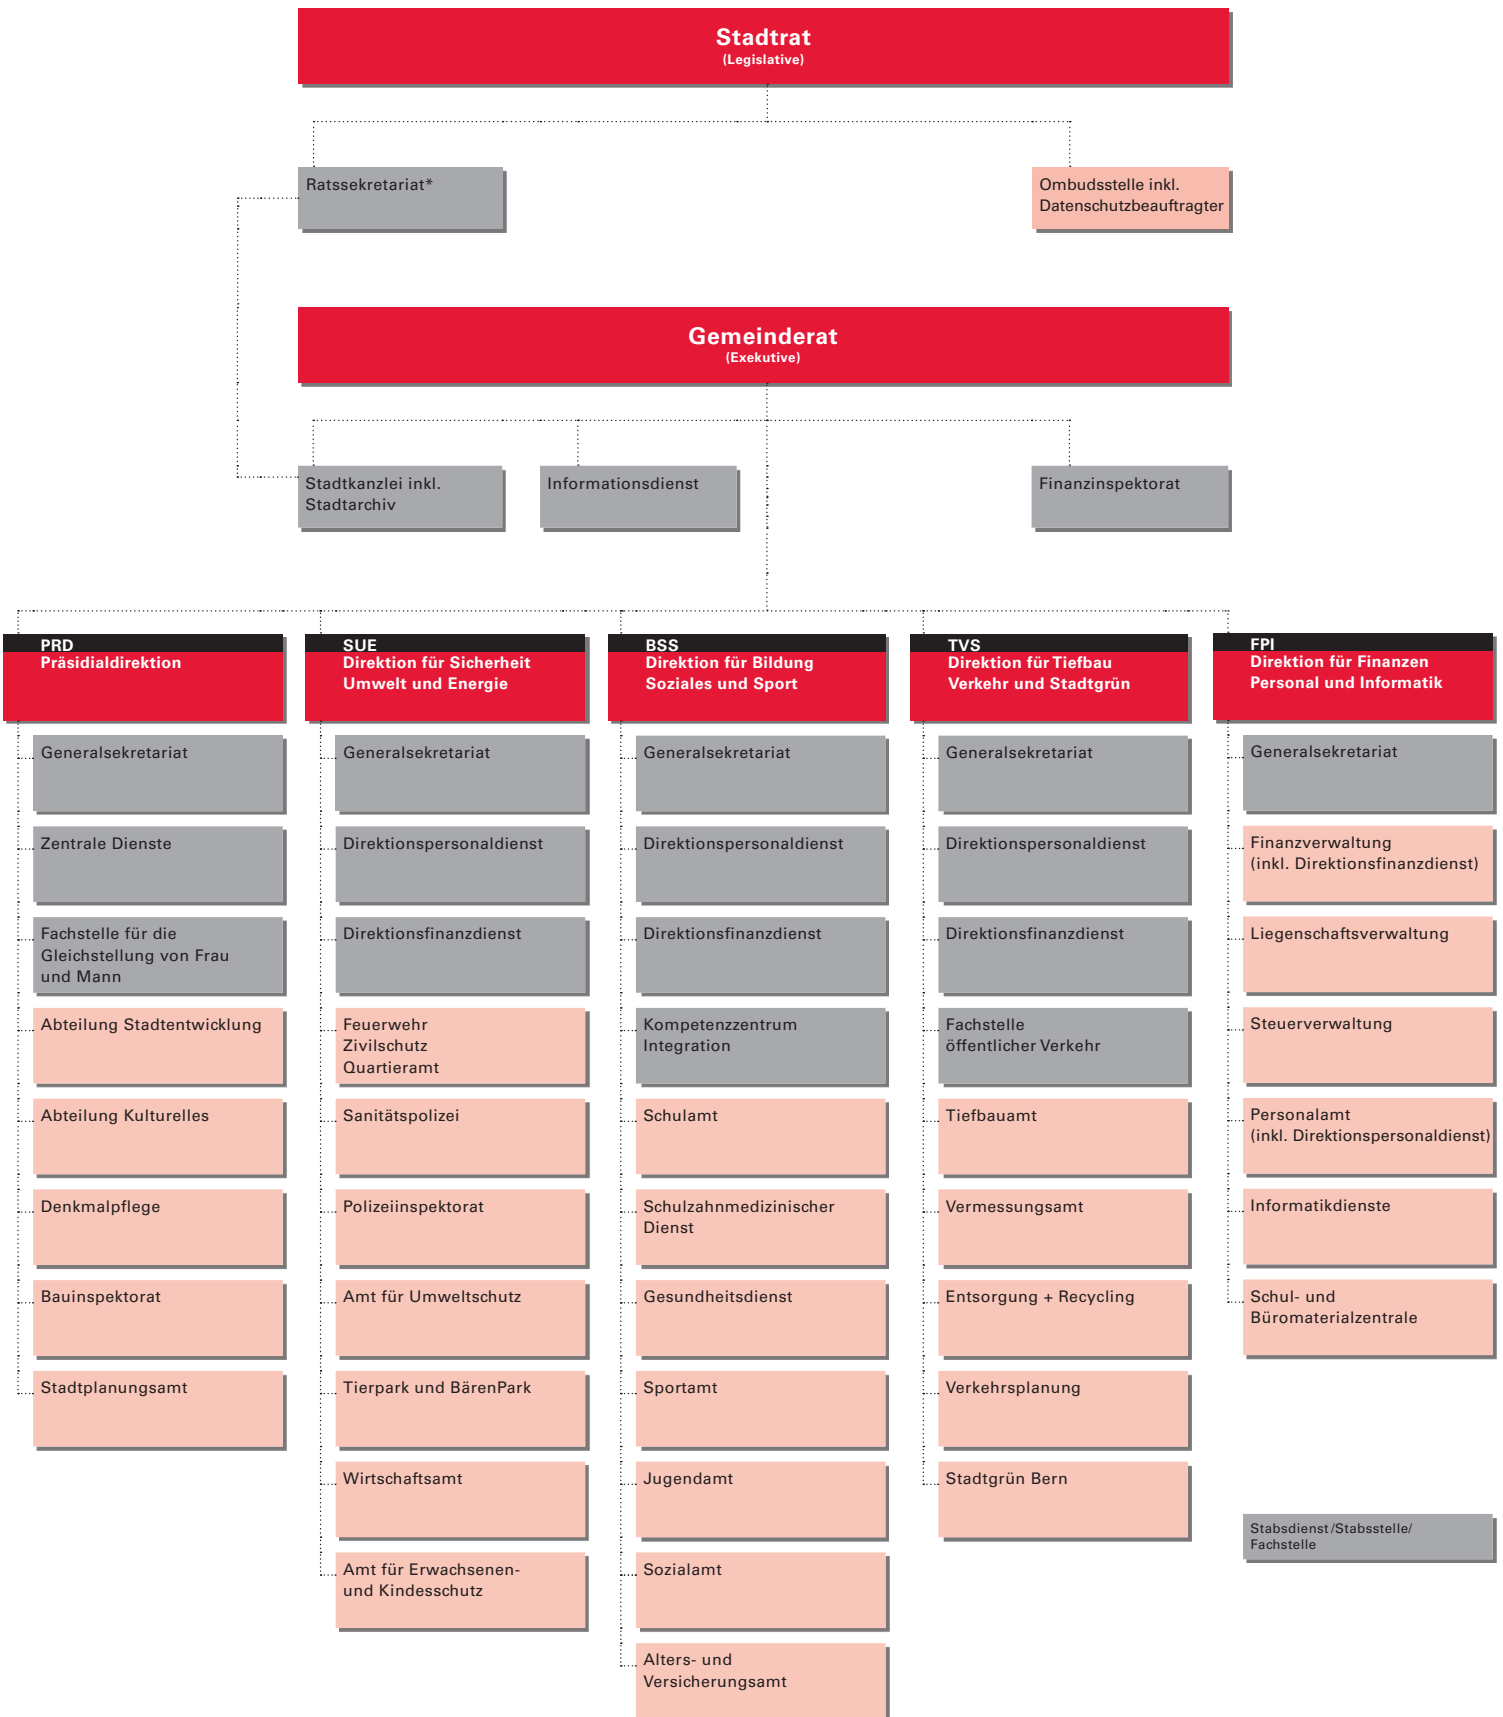 Stadtrat
(Legislative)
Ratssekretariat*
Ombudsstelle inkl.
Datenschutzbeauftragter
Gemeinderat
(Exekutive)
Stadtkanzlei inkl.
Stadtarchiv
Informationsdienst
Finanzinspektorat
PRD
Präsidialdirektion
Generalsekretariat
Zentrale Dienste
Fachstelle für die
Gleichstellung von Frau
und Mann
Abteilung Stadtentwicklung
Abteilung Kulturelles
Denkmalpflege
Bauinspektorat
Stadtplanungsamt
SUE
Direktion für Sicherheit
Umwelt und Energie
Generalsekretariat
Direktionspersonaldienst
Direktionsfinanzdienst
Feuerwehr
Zivilschutz
Quartieramt
Sanitätspolizei
Polizeiinspektorat
Amt für Umweltschutz
Tierpark und BärenPark
Wirtschaftsamt
Amt für Erwachsenen-
und Kindesschutz
BSS
Direktion für Bildung
Soziales und Sport
Generalsekretariat
Direktionspersonaldienst
Direktionsfinanzdienst
Kompetenzzentrum
Integration
Schulamt
Schulzahnmedizinischer
Dienst
Gesundheitsdienst
Sportamt
Jugendamt
Sozialamt
Alters- und
Versicherungsamt
TVS
Direktion für Tiefbau
Verkehr und Stadtgrün
Generalsekretariat
Direktionspersonaldienst
Direktionsfinanzdienst
Fachstelle
öffentlicher Verkehr
Tiefbauamt
Vermessungsamt
Entsorgung + Recycling
Verkehrsplanung
Stadtgrün Bern
FPI
Direktion für Finanzen
Personal und Informatik
Generalsekretariat
Finanzverwaltung
(inkl. Direktionsfinanzdienst)
Liegenschaftsverwaltung
Steuerverwaltung
Personalamt
(inkl. Direktionspersonaldienst)
Informatikdienste
Schul- und
Büromaterialzentrale
Stabsdienst/Stabsstelle/
Fachstelle